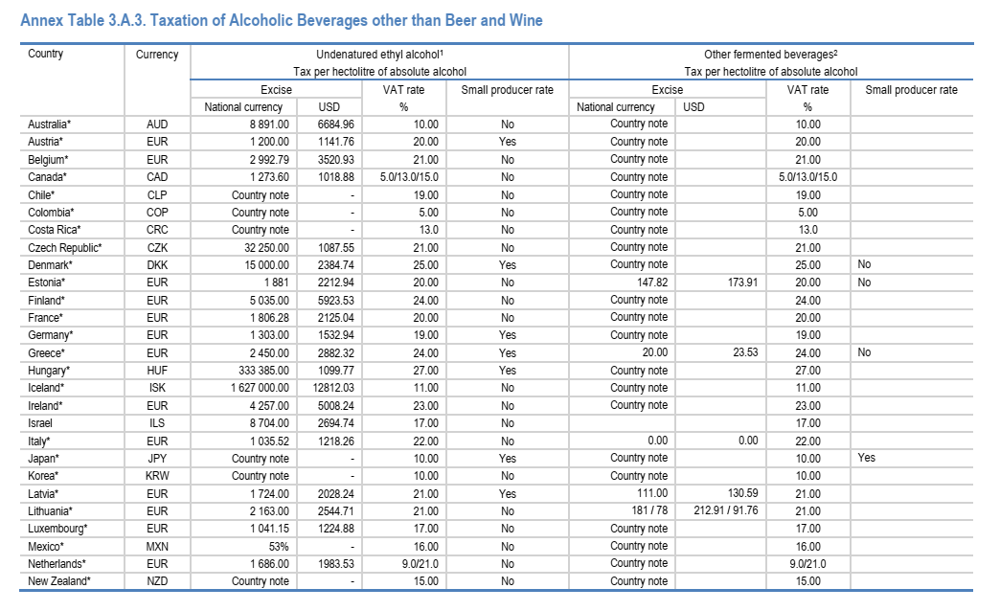 Annex Table 3.A.3. Taxation of Alcoholic Beverages other than Beer and Wine
Country Currency Undenatured ethyl alcohol¹ Other fermented beverages²
Tax per hectolitre of absolute alcohol Tax per hectolitre of absolute alcohol
Excise VAT rate Small producer rate Excise VAT rate Small producer rate
National currency USD % National currency USD %
Australia* AUD 8 891.00 6684.96 10.00 No Country note 10.00
Austria* EUR 1 200.00 1141.76 20.00 Yes Country note 20.00
Belgium* EUR 2 992.79 3520.93 21.00 No Country note 21.00
Canada* CAD 1 273.60 1018.88 5.0/13.0/15.0 No Country note 5.0/13.0/15.0
Chile* CLP Country note - 19.00 No Country note 19.00
Colombia* COP Country note - 5.00 No Country note 5.00
Costa Rica* CRC Country note - 13.0 No Country note 13.0
Czech Republic* CZK 32 250.00 1087.55 21.00 No Country note 21.00
Denmark* DKK 15 000.00 2384.74 25.00 Yes Country note 25.00 No
Estonia* EUR 1 881 2212.94 20.00 No 147.82 173.91 20.00 No
Finland* EUR 5 035.00 5923.53 24.00 No Country note 24.00
France* EUR 1 806.28 2125.04 20.00 No Country note 20.00
Germany* EUR 1 303.00 1532.94 19.00 Yes Country note 19.00
Greece* EUR 2 450.00 2882.32 24.00 Yes 20.00 23.53 24.00 No
Hungary* HUF 333 385.00 1099.77 27.00 Yes Country note 27.00
Iceland* ISK 1 627 000.00 12812.03 11.00 No Country note 11.00
Ireland* EUR 4 257.00 5008.24 23.00 No Country note 23.00
Israel ILS 8 704.00 2694.74 17.00 No 17.00
Italy* EUR 1 035.52 1218.26 22.00 No 0.00 0.00 22.00
Japan* JPY Country note - 10.00 Yes Country note 10.00 Yes
Korea* KRW Country note - 10.00 No Country note 10.00
Latvia* EUR 1 724.00 2028.24 21.00 Yes 111.00 130.59 21.00
Lithuania* EUR 2 163.00 2544.71 21.00 No 181 / 78 212.91 / 91.76 21.00
Luxembourg* EUR 1 041.15 1224.88 17.00 No Country note 17.00
Mexico* MXN 53% - 16.00 No Country note 16.00
Netherlands* EUR 1 686.00 1983.53 9.0/21.0 No Country note 9.0/21.0
New Zealand* NZD Country note - 15.00 No Country note 15.00